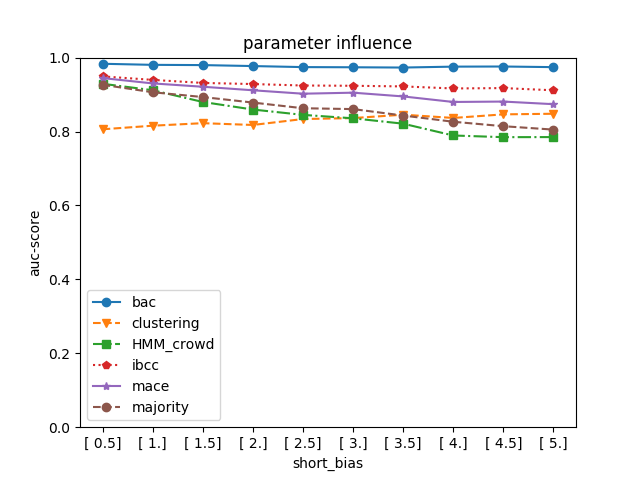 parameter influence
auc-score
1.0
0.8
0.6
0.4
0.2
0.0
bac
clustering
HMM_crowd
ibcc
mace
majority
[ 0.5] [ 1.] [ 1.5] [ 2.] [ 2.5] [ 3.] [ 3.5] [ 4.] [ 4.5] [ 5.]
short_bias